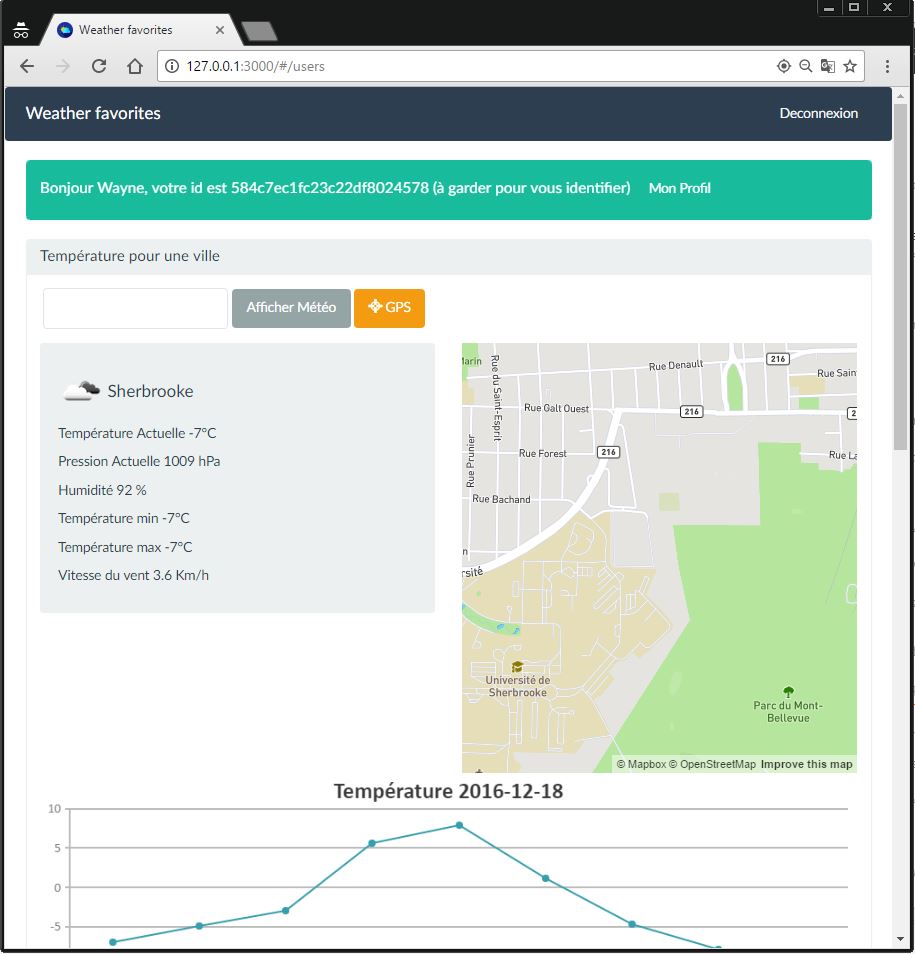 Weather favorites
127.0.0.1:3000/#/users
Weather favorites Deconnexion
Bonjour Wayne, votre id est 584c7ec1fc23c22df8024578 (à garder pour vous identifier) Mon Profil
Température pour une ville
Afficher Météo GPS
Sherbrooke
Température Actuelle -7°C
Pression Actuelle 1009 hPa
Humidité 92 %
Température min -7°C
Température max -7°C
Vitesse du vent 3.6 Km/h
Marin
Rue du Saint-Esprit
Rue Denault
216
Rue Sain
Rue Galt Ouest
216
2
Rue Prunier
Rue Forest
216
Rue La
Rue Bachand
n
rsité
Université de
Sherbrooke
Parc du Mont-
Bellevue
© Mapbox © OpenStreetMap Improve this map
Température 2016-12-18
10
5
0
-5